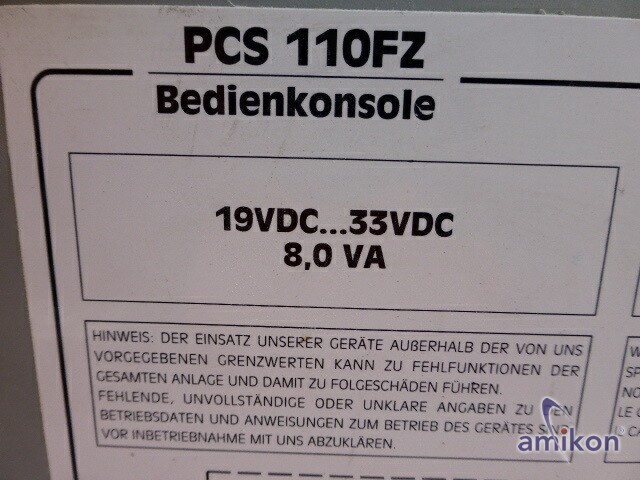 PCS 110FZ
Bedienkonsole
19VDC...33VDC
8,0 VA
HINWEIS: DER EINSATZ UNSERER GERÄTE AUßERHALB DER VON UNS
VORGEGEBENEN GRENZWERTEN KANN ZU FEHLFUNKTIONEN DER
GESAMTEN ANLAGE UND DAMIT ZU FOLGESCHÄDEN FÜHREN.
FEHLENDE, UNVOLLSTÄNDIGE ODER UNKLARE ANGABEN ZU DEN
BETRIEBSDATEN UND ANWEISUNGEN ZUM BETRIEB DES GERÄTES SIND
VOR INBETRIEBNAHME MIT UNS ABZUKLÄREN.
amikon®